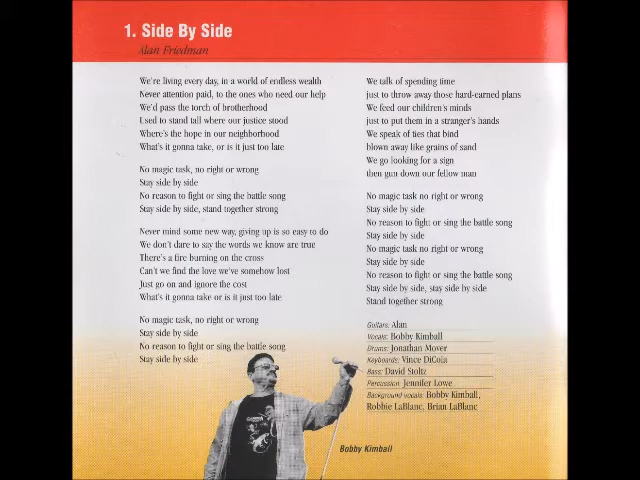 1. Side By Side
Alan Friedman
We're living every day, in a world of endless wealth
Never attention paid, to the ones who need our help
We'd pass the torch of brotherhood
Used to stand tall where our justice stood
Where's the hope in our neighborhood
What's it gonna take, or is it just too late
No magic task, no right or wrong
Stay side by side
No reason to fight or sing the battle song
Stay side by side, stand together strong
Never mind some new way, giving up is so easy to do
We don't dare to say the words we know are true
There's a fire burning on the cross
Can't we find the love we've somehow lost
Just go on and ignore the cost
What's it gonna take or is it just too late
No magic task, no right or wrong
Stay side by side
No reason to fight or sing the battle song
Stay side by side
We talk of spending time
just to throw away those hard-earned plans
We feed our children's minds
just to put them in a stranger's hands
We speak of ties that bind
blown away like grains of sand
We go looking for a sign
then gun down our fellow man
No magic task no right or wrong
Stay side by side
No reason to fight or sing the battle song
Stay side by side
No magic task no right or wrong
Stay side by side
No reason to fight or sing the battle song
Stay side by side, stay side by side
Stand together strong
Guitars: Alan
Vocals: Bobby Kimball
Drums: Jonathan Mover
Keyboards: Vince DiCola
Bass: David Stoltz
Percussion: Jennifer Lowe
Background vocals: Bobby Kimball,
Robbie LaBlanc, Brian LaBlanc
Bobby Kimball